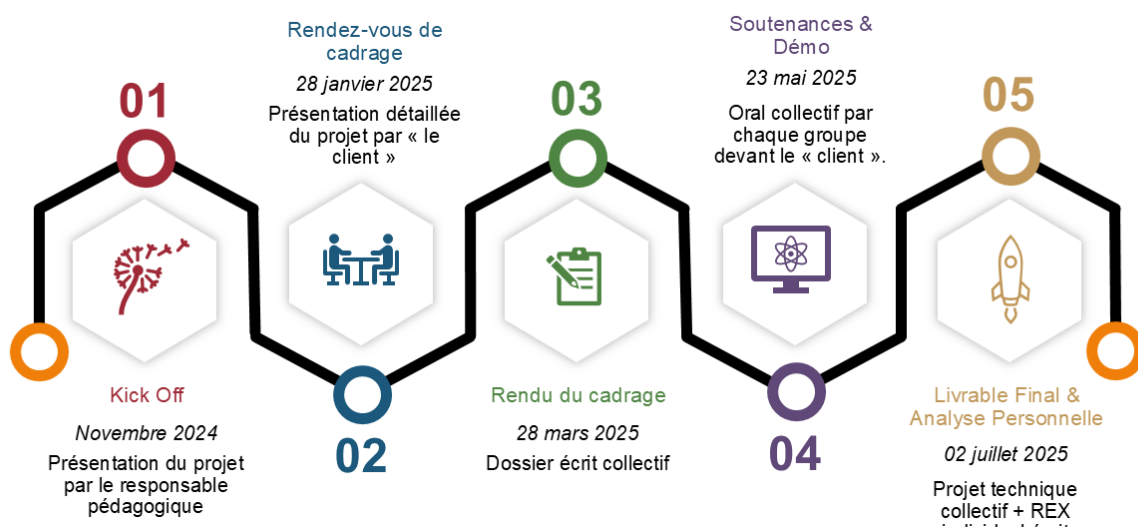 01
Kick Off
Novembre 2024
Présentation du projet
par le responsable
pédagogique
Rendez-vous de
cadrage
28 janvier 2025
Présentation détaillée
du projet par « le
client »
02
03
Rendu du cadrage
28 mars 2025
Dossier écrit collectif
Soutenances &
Démo
23 mai 2025
Oral collectif par
chaque groupe
devant le « client ».
04
05
Livrable Final &
Analyse Personnelle
02 juillet 2025
Projet technique
collectif + REX